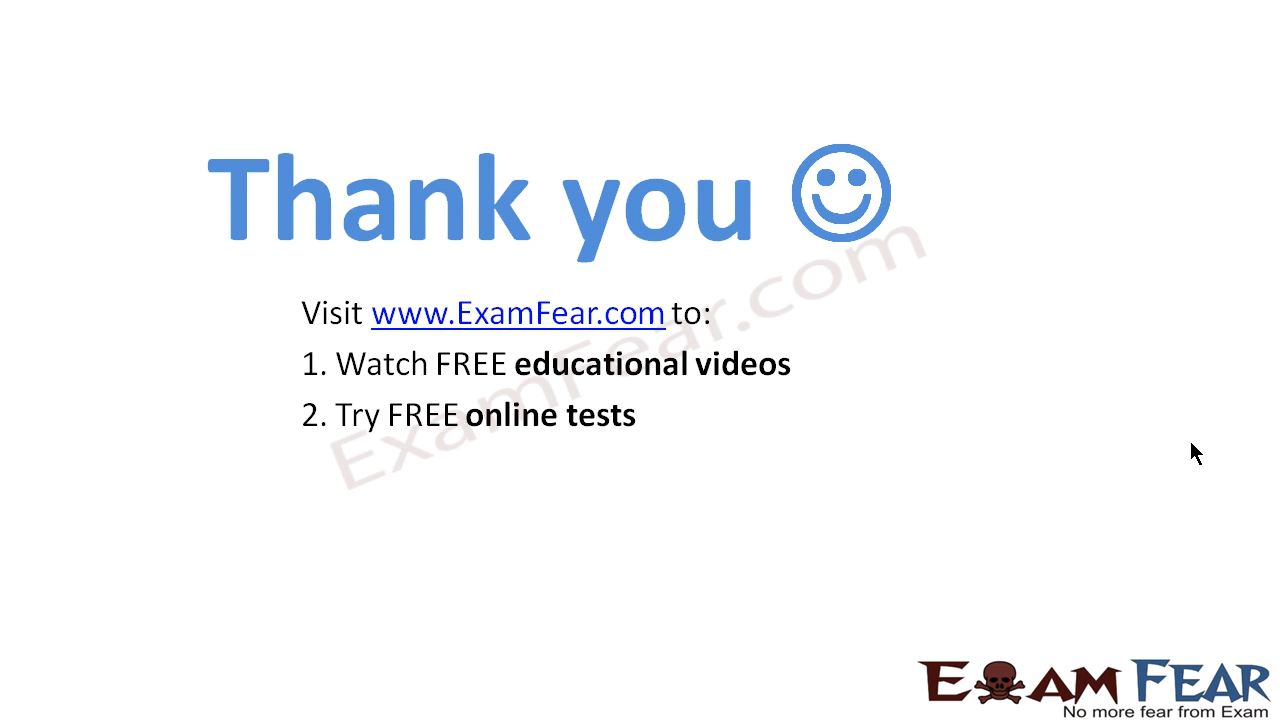 Thank you
Visit www.ExamFear.com to:
1. Watch FREE educational videos
2. Try FREE online tests
ExamFear.com
EXAM FEAR
No more fear from Exam